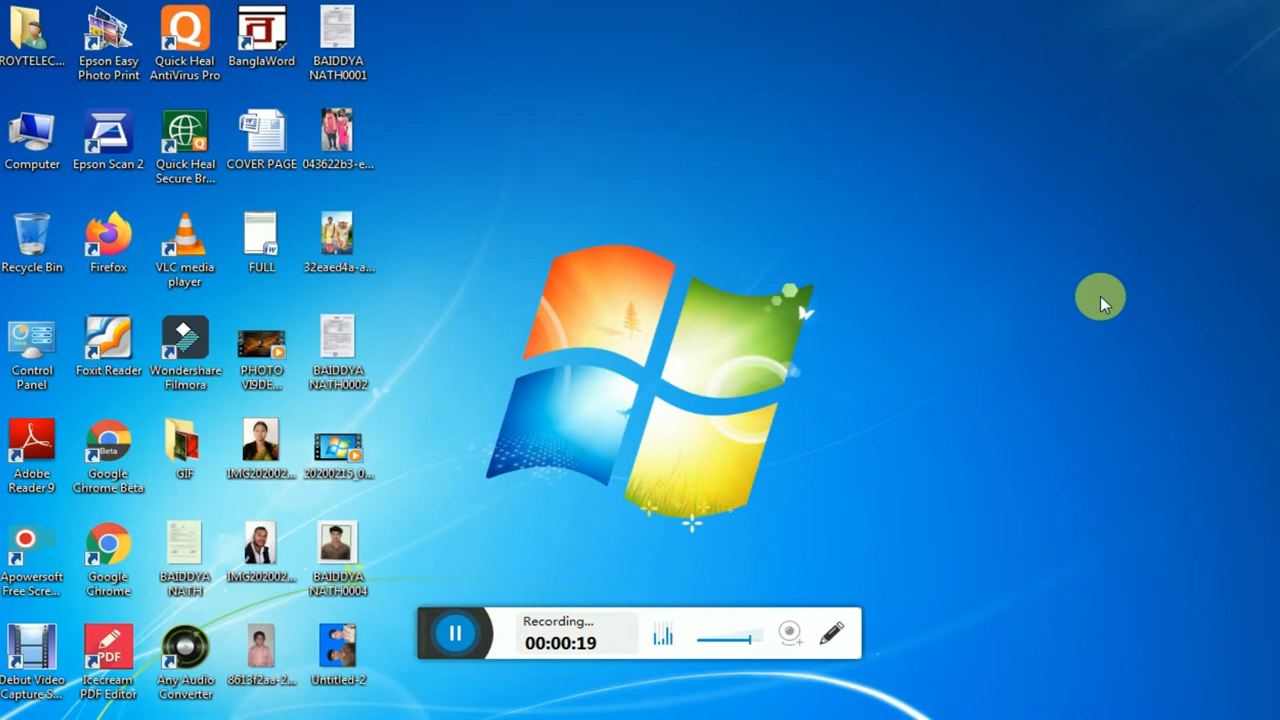 ROYTELEC...
Epson Easy
Photo Print
Quick Heal
AntiVirus Pro
BanglaWord
BAIDDYA
NATH0001
Computer
Epson Scan 2
Quick Heal
Secure Br...
COVER PAGE
043622b3-e...
Recycle Bin
Firefox
VLC media
player
FULL
32eaed4a-a...
Control
Panel
Foxit Reader
Wondershare
Filmora
PHOTO
VI9DE...
BAIDDYA
NATH0002
Adobe
Reader 9
Beta
Google
Chrome Beta
GIF
IMG202002...
20200215_0...
Apowersoft
Free Scre...
Google
Chrome
BAIDDYA
NATH
IMG202002...
BAIDDYA
NATH0004
Debut Video
Capture S...
PDF
Icecream
PDF Editor
Any Audio
Converter
8613f2aa-2...
Untitled-2
Recording...
00:00:19